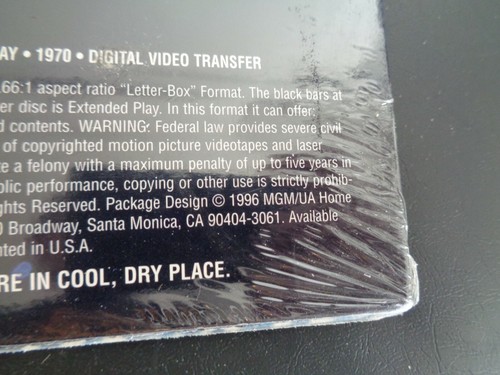 AY • 1970 • DIGITAL VIDEO TRANSFER
.66:1 aspect ratio "Letter-Box" Format. The black bars at
er disc is Extended Play. In this format it can offer:
d contents. WARNING: Federal law provides severe civil
of copyrighted motion picture videotapes and laser
te a felony with a maximum penalty of up to five years in
blic performance, copying or other use is strictly prohib-
ghts Reserved. Package Design © 1996 MGM/UA Home
0 Broadway, Santa Monica, CA 90404-3061. Available
nted in U.S.A.
RE IN COOL, DRY PLACE.